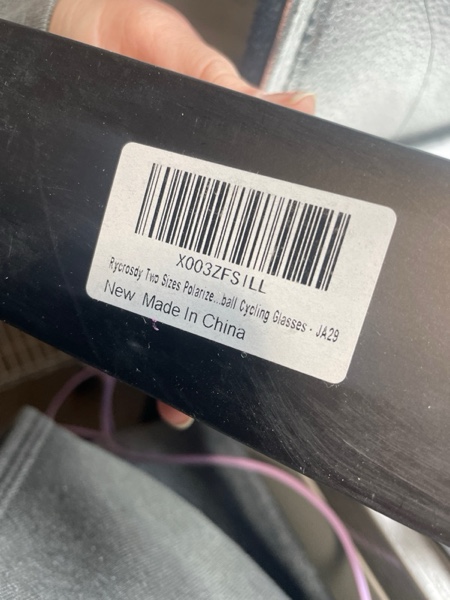 X003ZFSILL
Rycrosdy Two Sizes Polarize...ball Cycling Glasses - JA29
New Made In China